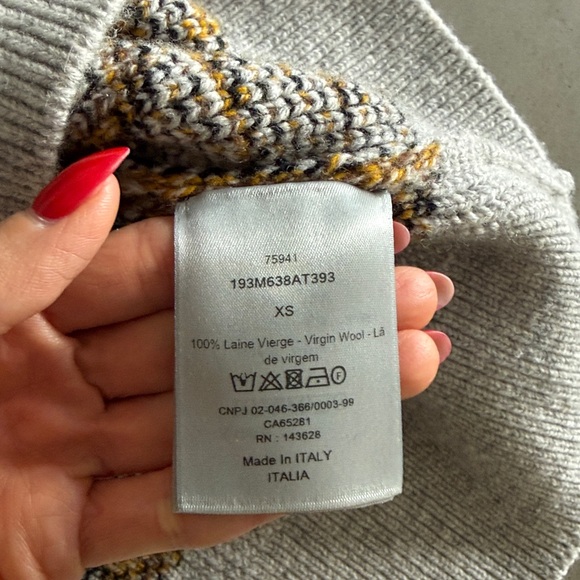 75941
193M638AT393
XS
100% Laine Vierge - Virgin Wool - Lã
de virgem
F
CNPJ 02-046-366/0003-99
CA65281
RN : 143628
Made In ITALY
ITALIA